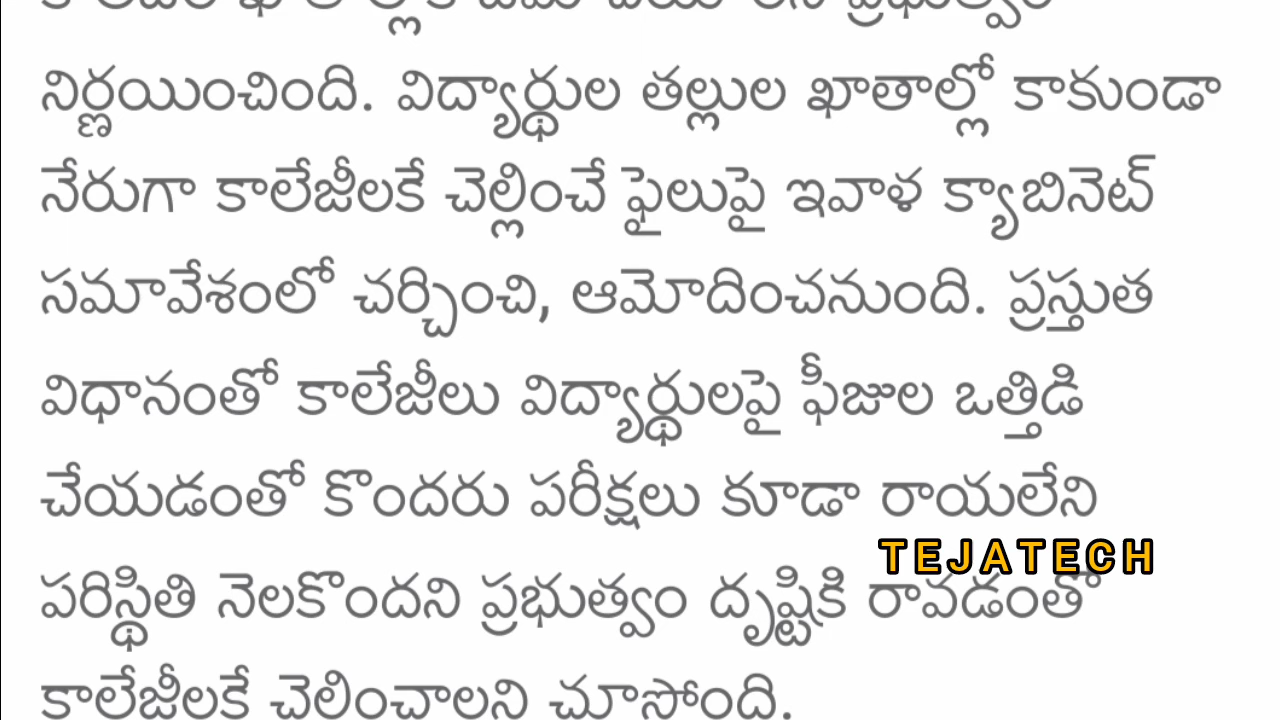 నిర్ణయించింది. విద్యార్థుల తల్లుల ఖాతాల్లో కాకుండా
నేరుగా కాలేజీలకే చెల్లించే ఫైలుపై ఇవాళ క్యాబినెట్
సమావేశంలో చర్చించి, ఆమోదించనుంది. ప్రస్తుత
విధానంతో కాలేజీలు విద్యార్థులపై ఫీజుల ఒత్తిడి
చేయడంతో కొందరు పరీక్షలు కూడా రాయలేని
TEJATECH
పరిస్థితి నెలకొందని ప్రభుత్వం దృష్టికి రావడంతో
కాలేజీలకే చెల్లించాలని చూస్తోంది.